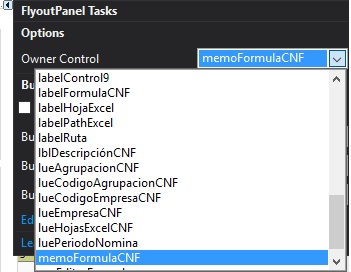 FlyoutPanel Tasks
Options
Owner Control memoFormulaCNF
Bu
labelControl9
labelFormulaCNF
labelHojaExcel
labelPathExcel
labelRuta
Bu
lblDescripciónCNF
lueAgrupacionCNF
Bu
lueCodigoAgrupacionCNF
lueCodigoEmpresaCNF
Bu
lueEmpresaCNF
Ed
lueHojasExcelCNF
Le
luePeriodoNomina
memoFormulaCNF